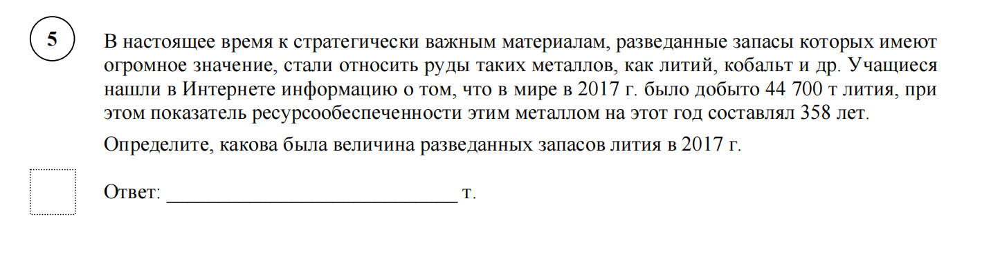 5
В настоящее время к стратегически важным материалам, разведанные запасы которых имеют
огромное значение, стали относить руды таких металлов, как литий, кобальт и др. Учащиеся
нашли в Интернете информацию о том, что в мире в 2017 г. было добыто 44 700 т лития, при
этом показатель ресурсообеспеченности этим металлом на этот год составлял 358 лет.
Определите, какова была величина разведанных запасов лития в 2017 г.
Ответ: ____________________________ т.